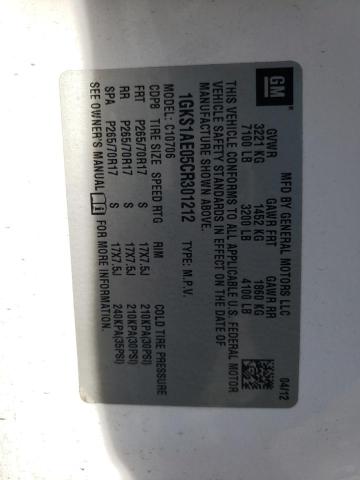 GM
MFD BY GENERAL MOTORS LLC
04/12
GVWR GAWR FRT GAWR RR
3221 KG 1452 KG 1860 KG
7100 LB 3200 LB 4100 LB
THIS VEHICLE CONFORMS TO ALL APPLICABLE U.S. FEDERAL MOTOR
VEHICLE SAFETY STANDARDS IN EFFECT ON THE DATE OF
MANUFACTURE SHOWN ABOVE.
1GKS1AE05CR301212 TYPE: M.P.V.
MODEL: C10706
CDP8 TIRE SIZE SPEED RTG RIM COLD TIRE PRESSURE
FRT P265/70R17 S 17X7.5J 210KPA(30PSI)
RR P265/70R17 S 17X7.5J 210KPA(30PSI)
SPA P265/70R17 S 17X7.5J 240KPA(35PSI)
SEE OWNER'S MANUAL i FOR MORE INFORMATION.